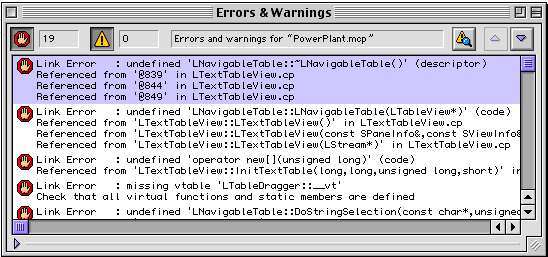 Errors & Warnings
19 0 Errors and warnings for “PowerPlant.mcp”
Link Error : undefined 'LNavigableTable::~LNavigableTable()' (descriptor)
Referenced from '@839' in LTextTableView.cp
Referenced from '@844' in LTextTableView.cp
Referenced from '@849' in LTextTableView.cp
Link Error : undefined 'LNavigableTable::LNavigableTable(LTableView*)' (code)
Referenced from 'LTextTableView::LTextTableView()' in LTextTableView.cp
Referenced from 'LTextTableView::LTextTableView(const SPaneInfo&,const SViewInfo&
Referenced from 'LTextTableView::LTextTableView(LStream*)' in LTextTableView.cp
Link Error : undefined 'operator new[](unsigned long)' (code)
Referenced from 'LTextTableView::InitTextTable(long,long,unsigned long,short)' in
Link Error : missing vtable 'LTableDragger::__vt'
Check that all virtual functions and static members are defined
Link Error : undefined 'LNavigableTable::DoStringSelection(const char*,unsigned